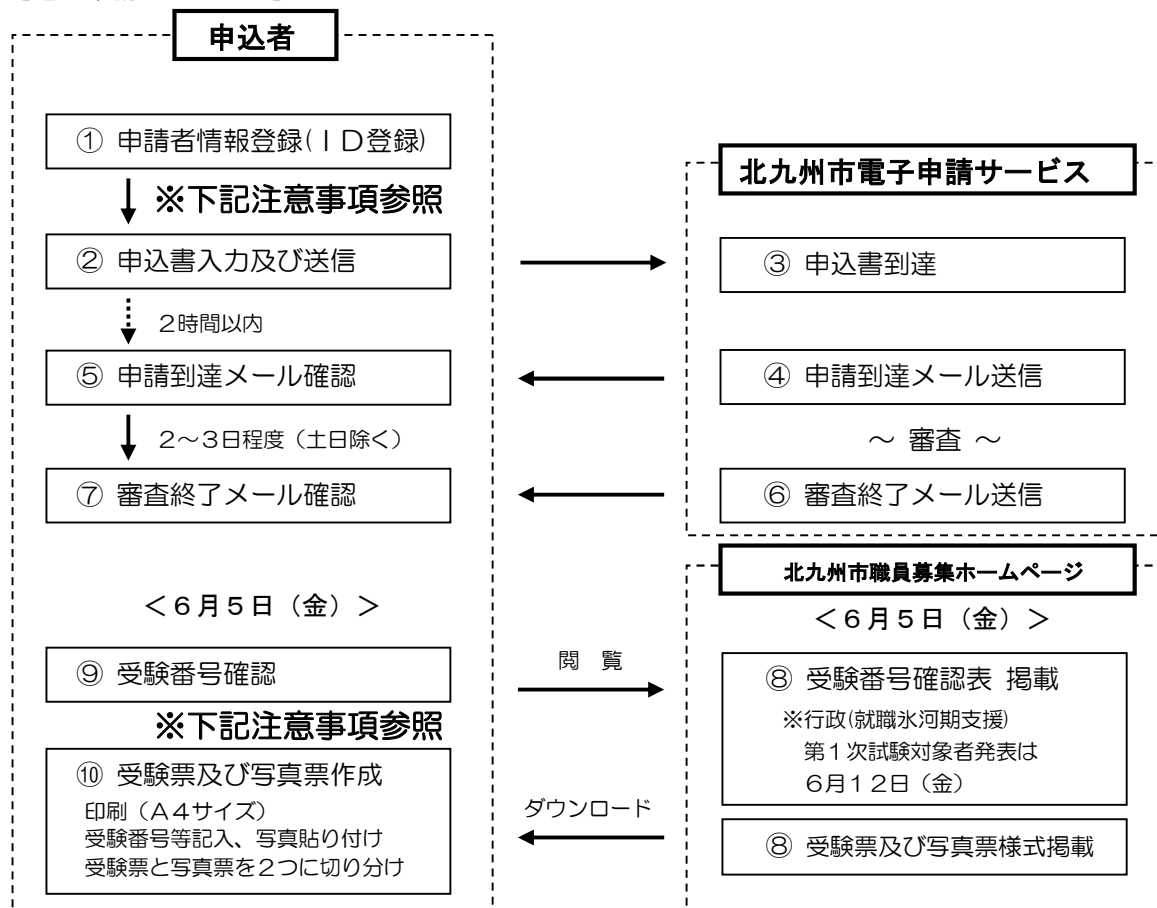 申込者
① 申請者情報登録(ＩＤ登録)
※下記注意事項参照
② 申込書入力及び送信
２時間以内
⑤ 申請到達メール確認
２～３日程度（土日除く）
⑦ 審査終了メール確認
＜６月５日（金）＞
⑨ 受験番号確認
※下記注意事項参照
⑩ 受験票及び写真票作成
印刷（Ａ４サイズ）
受験番号等記入、写真貼り付け
受験票と写真票を２つに切り分け
閲　覧
ダウンロード
北九州市電子申請サービス
③ 申込書到達
④ 申請到達メール送信
～ 審査 ～
⑥ 審査終了メール送信
北九州市職員募集ホームページ
＜６月５日（金）＞
⑧ 受験番号確認表 掲載
※行政(就職氷河期支援)
第１次試験対象者発表は
６月１２日（金）
⑧ 受験票及び写真票様式掲載